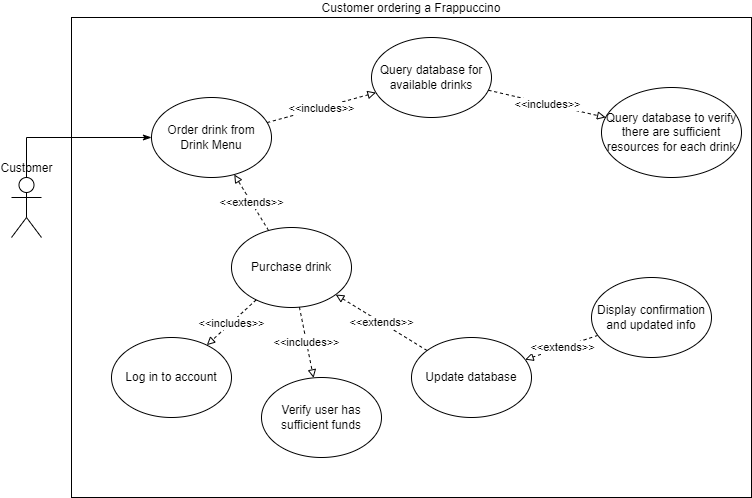 Customer ordering a Frappuccino
Query database for
available drinks
<<includes>>
<<includes>>
Query database to verify
there are sufficient
resources for each drink
Order drink from
Drink Menu
Customer
<<extends>>
Purchase drink
<<includes>>
<<includes>>
<<extends>>
Display confirmation
and updated info
<<extends>>
Log in to account
Update database
Verify user has
sufficient funds